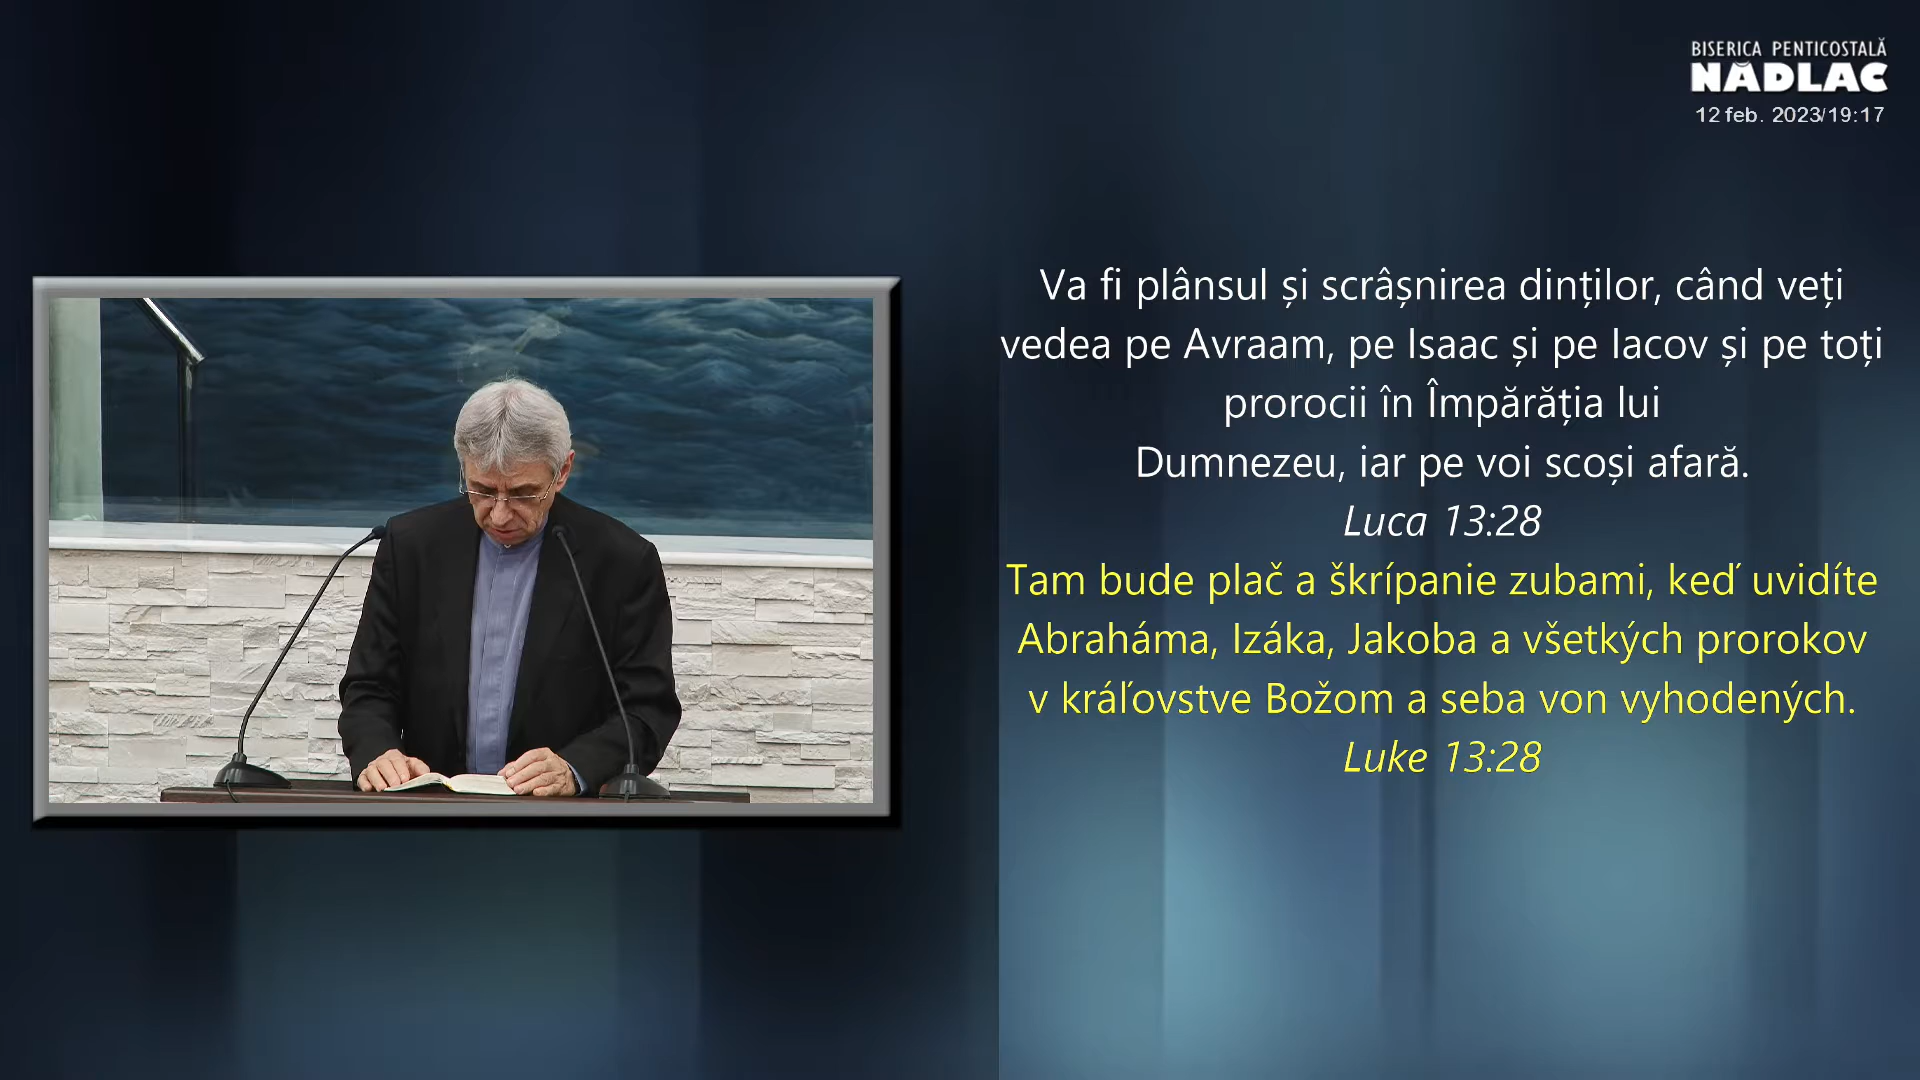 BISERICA PENTICOSTALĂ
NĂDLAC
12 feb. 2023/19:17
Va fi plânsul și scrâșnirea dinților, când veți
vedea pe Avraam, pe Isaac și pe Iacov și pe toți
prorocii în Împărăția lui
Dumnezeu, iar pe voi scoși afară.
Luca 13:28
Tam bude plač a škrípanie zubami, keď uvidíte
Abraháma, Izáka, Jakoba a všetkých prorokov
v kráľovstve Božom a seba von vyhodených.
Luke 13:28